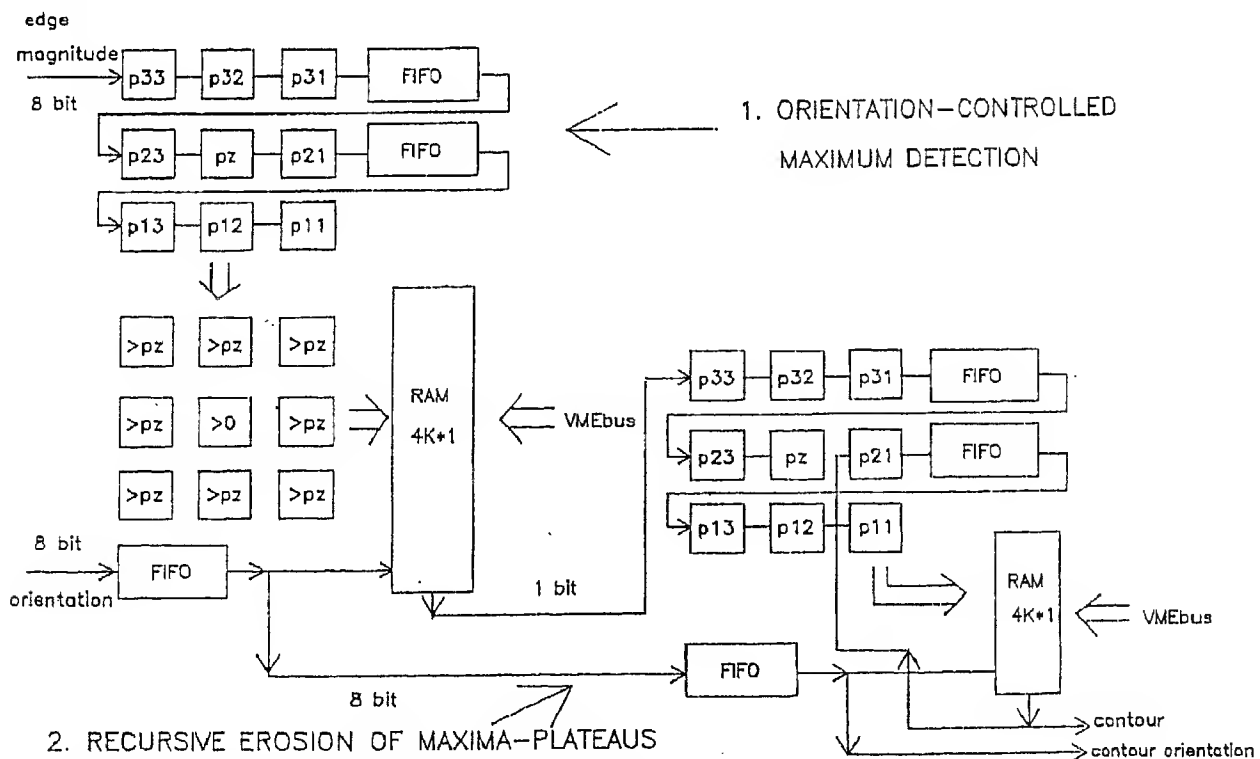 edge
magnitude
8 bit
p33 p32 p31 FIFO
p23 pz p21 FIFO
p13 p12 p11
1. ORIENTATION-CONTROLLED
MAXIMUM DETECTION
>pz >pz >pz
>pz >0 >pz
>pz >pz >pz
RAM
4K*1
VMEbus
8 bit
orientation
FIFO
1 bit
p33 p32 p31 FIFO
p23 pz p21 FIFO
p13 p12 p11
RAM
4K*1
VMEbus
8 bit
FIFO
contour
contour orientation
2. RECURSIVE EROSION OF MAXIMA-PLATEAUS